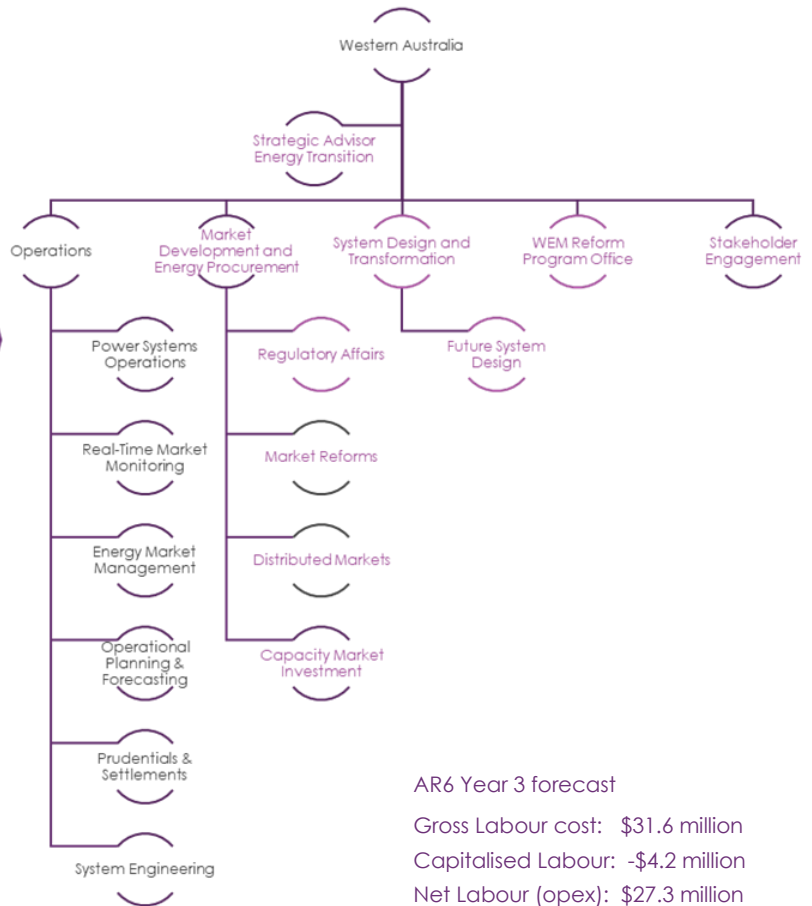 Western Australia
Strategic Advisor
Energy Transition
Operations
Market
Development and
Energy Procurement
System Design and
Transformation
WEM Reform
Program Office
Stakeholder
Engagement
Power Systems
Operations
Regulatory Affairs
Future System
Design
Real-Time Market
Monitoring
Market Reforms
Energy Market
Management
Distributed Markets
Operational
Planning &
Forecasting
Capacity Market
Investment
Prudentials &
Settlements
System Engineering
AR6 Year 3 forecast
Gross Labour cost: $31.6 million
Capitalised Labour: -$4.2 million
Net Labour (opex): $27.3 million